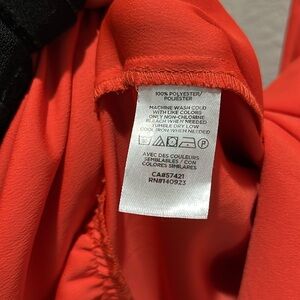 100% POLYESTER/
POLIESTER
MACHINE WASH COLD
WITH LIKE COLORS
ONLY NON-CHLORINE
BLEACH WHEN NEEDED
TUMBLE DRY LOW
COOL IRON WHEN NEEDED
AVEC DES COULEURS
SEMBLABLES / CON
COLORES SIMILARES
CA#57421
RN#140923